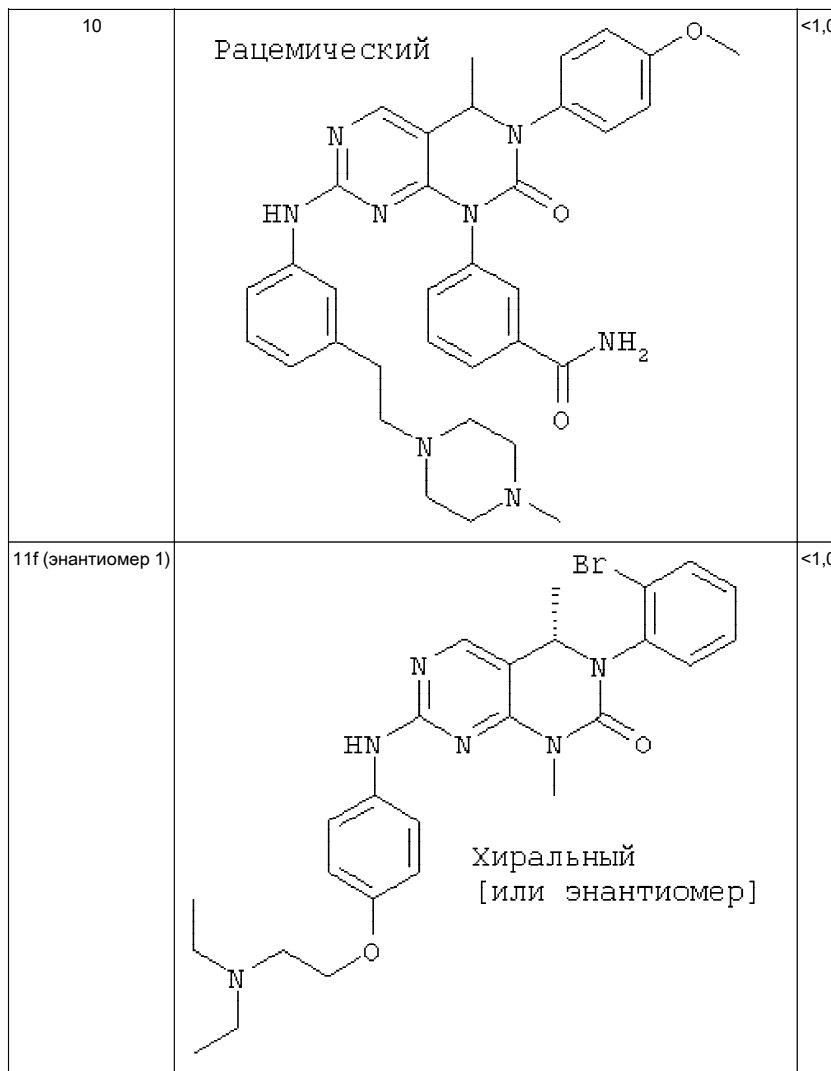 10
Рацемический
O
N
N
HN
N
N
O
NH2
O
N
N
<1,0
11f (энантиомер 1)
Br
N
N
HN
N
N
O
Хиральный
[или энантиомер]
O
N
<1,0